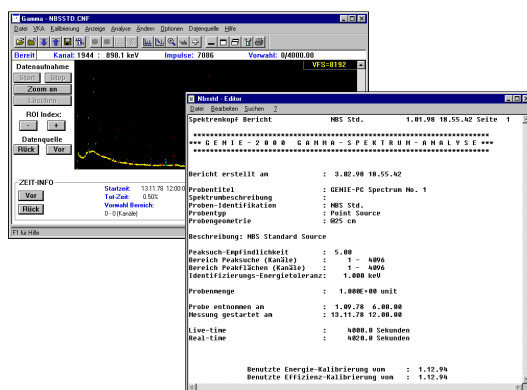 Gamma - NBSSTD.CNF
Datei VKA Kalibrierung Anzeige Analyse Ändern Optionen Datenquelle Hilfe
Bereit Kanal: 1944 : 898.1 keV Impulse: 7086 Vorwahl: 0/4000.00
Datenaufnahme
Start Stop
Zoom an
Löschen
ROI Index:
- +
Datenquelle
Rück Vor
VFS=8192
ZEIT-INFO
Vor
Rück
Startzeit: 13.11.78 12:00:0
Tot-Zeit: 0.50%
Vorwahl Bereich:
0 - 0 (Kanäle)
F1 für Hilfe
Nbsstd - Editor
Datei Bearbeiten Suchen ?
Spektrenkopf Bericht NBS Std. 1.01.98 18.55.42 Seite 1
*** G E N I E - 2 0 0 0 G A M M A - S P E K T R U M - A N A L Y S E ***
Bericht erstellt am : 3.02.98 18.55.42
Probentitel : GENIE-PC Spectrum No. 1
Spektrumbeschreibung :
Proben-Identifikation : NBS Std.
Probentyp : Point Source
Probengeometrie : @25 cm
Beschreibung: NBS Standard Source
Peaksuch-Empfindlichkeit : 5.00
Bereich Peaksuche (Kanäle) : 1 - 4096
Bereich Peakflächen (Kanäle) : 1 - 4096
Identifizierungs-Energietoleranz: 1.000 keV
Probenmenge : 1.000E+00 unit
Probe entnommen am : 1.09.78 6.00.00
Messung gestartet am : 13.11.78 12.00.00
Live-time : 4000.0 Sekunden
Real-time : 4020.0 Sekunden
Benutzte Energie-Kalibrierung vom : 1.12.94
Benutzte Effizienz-Kalibrierung vom : 1.12.94